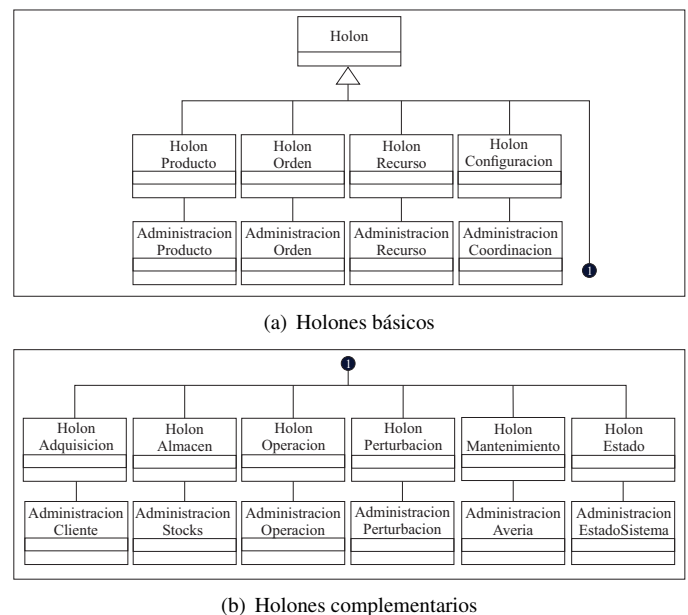 Holon
Holon Holon Holon Holon
Producto Orden Recurso Configuracion
Administracion Administracion Administracion Administracion
Producto Orden Recurso Coordinacion
1
(a) Holones básicos
1
Holon Holon Holon Holon Holon Holon
Adquisicion Almacen Operacion Perturbacion Mantenimiento Estado
Administracion Administracion Administracion Administracion Administracion Administracion
Cliente Stocks Operacion Perturbacion Averia EstadoSistema
(b) Holones complementarios